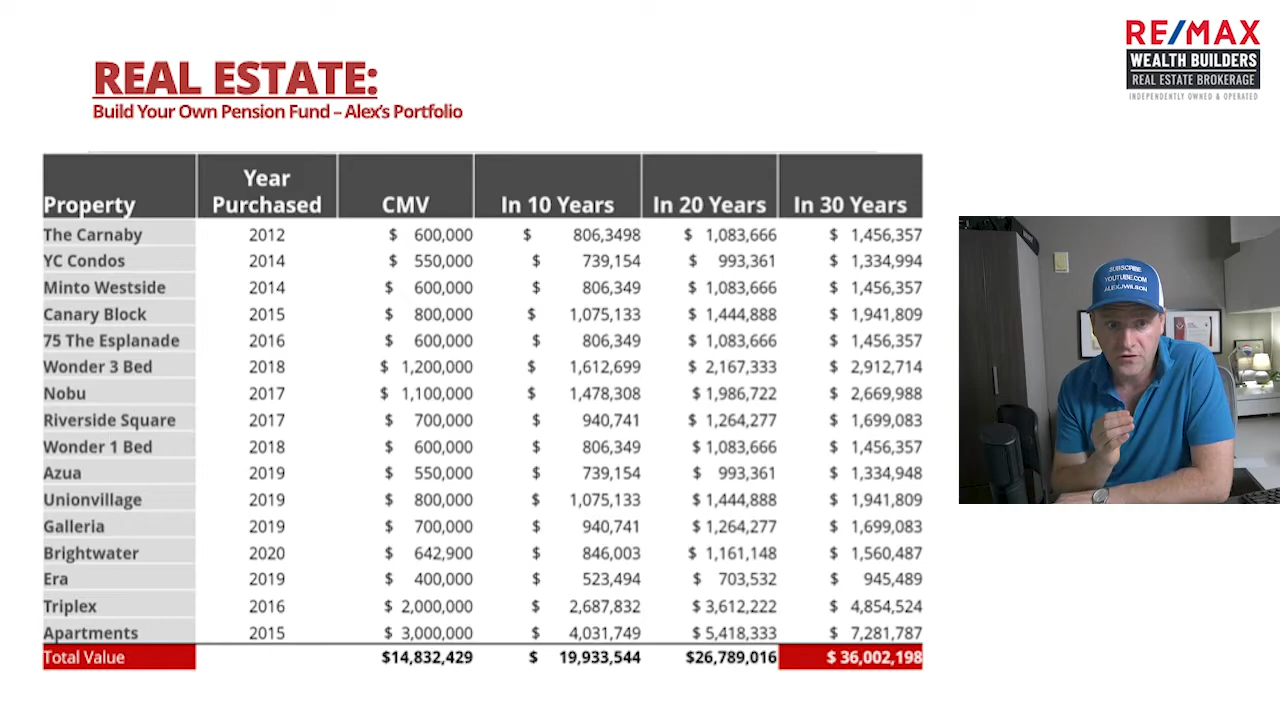 RE/MAX
WEALTH BUILDERS
REAL ESTATE BROKERAGE
INDEPENDENTLY OWNED & OPERATED
REAL ESTATE:
Build Your Own Pension Fund – Alex's Portfolio
Property Year Purchased CMV In 10 Years In 20 Years In 30 Years
The Carnaby 2012 $ 600,000 $ 806,3498 $ 1,083,666 $ 1,456,357
YC Condos 2014 $ 550,000 $ 739,154 $ 993,361 $ 1,334,994
Minto Westside 2014 $ 600,000 $ 806,349 $ 1,083,666 $ 1,456,357
Canary Block 2015 $ 800,000 $ 1,075,133 $ 1,444,888 $ 1,941,809
75 The Esplanade 2016 $ 600,000 $ 806,349 $ 1,083,666 $ 1,456,357
Wonder 3 Bed 2018 $ 1,200,000 $ 1,612,699 $ 2,167,333 $ 2,912,714
Nobu 2017 $ 1,100,000 $ 1,478,308 $ 1,986,722 $ 2,669,988
Riverside Square 2017 $ 700,000 $ 940,741 $ 1,264,277 $ 1,699,083
Wonder 1 Bed 2018 $ 600,000 $ 806,349 $ 1,083,666 $ 1,456,357
Azua 2019 $ 550,000 $ 739,154 $ 993,361 $ 1,334,948
Unionvillage 2019 $ 800,000 $ 1,075,133 $ 1,444,888 $ 1,941,809
Galleria 2019 $ 700,000 $ 940,741 $ 1,264,277 $ 1,699,083
Brightwater 2020 $ 642,900 $ 846,003 $ 1,161,148 $ 1,560,487
Era 2019 $ 400,000 $ 523,494 $ 703,532 $ 945,489
Triplex 2016 $ 2,000,000 $ 2,687,832 $ 3,612,222 $ 4,854,524
Apartments 2015 $ 3,000,000 $ 4,031,749 $ 5,418,333 $ 7,281,787
Total Value $14,832,429 $ 19,933,544 $26,789,016 $ 36,002,198
SUBSCRIBE
YOUTUBE.COM
ALEXJWILSON